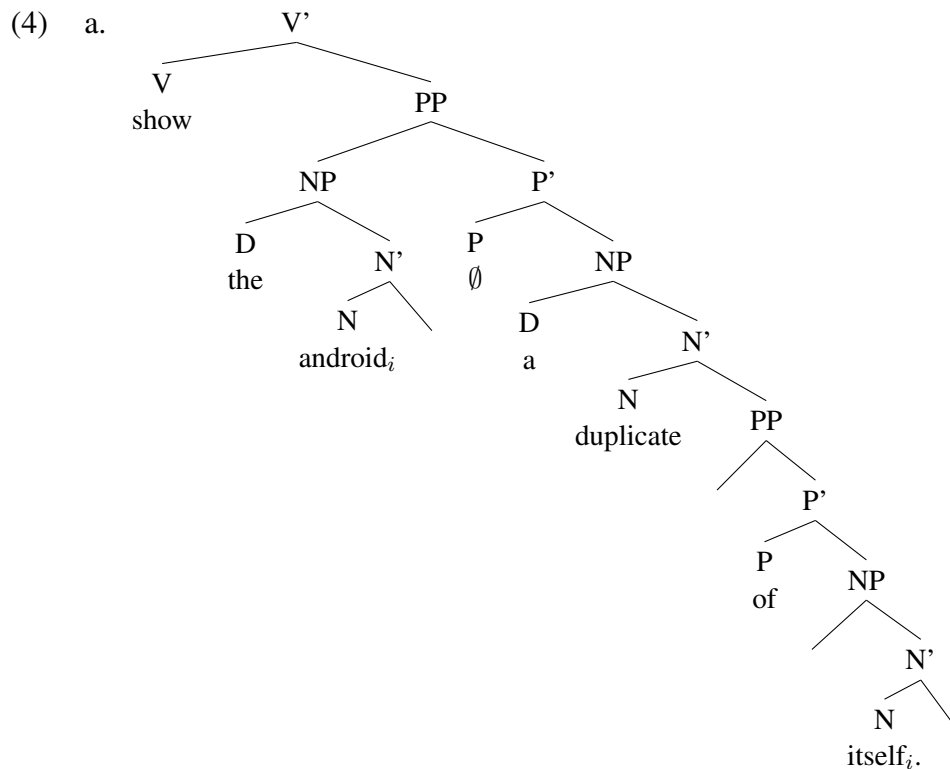 (4) a. V'
V
show PP
NP P'
D
the N' P
∅ NP
N
android_i D
a N'
N
duplicate PP
P'
P
of NP
N'
N
itself_i.